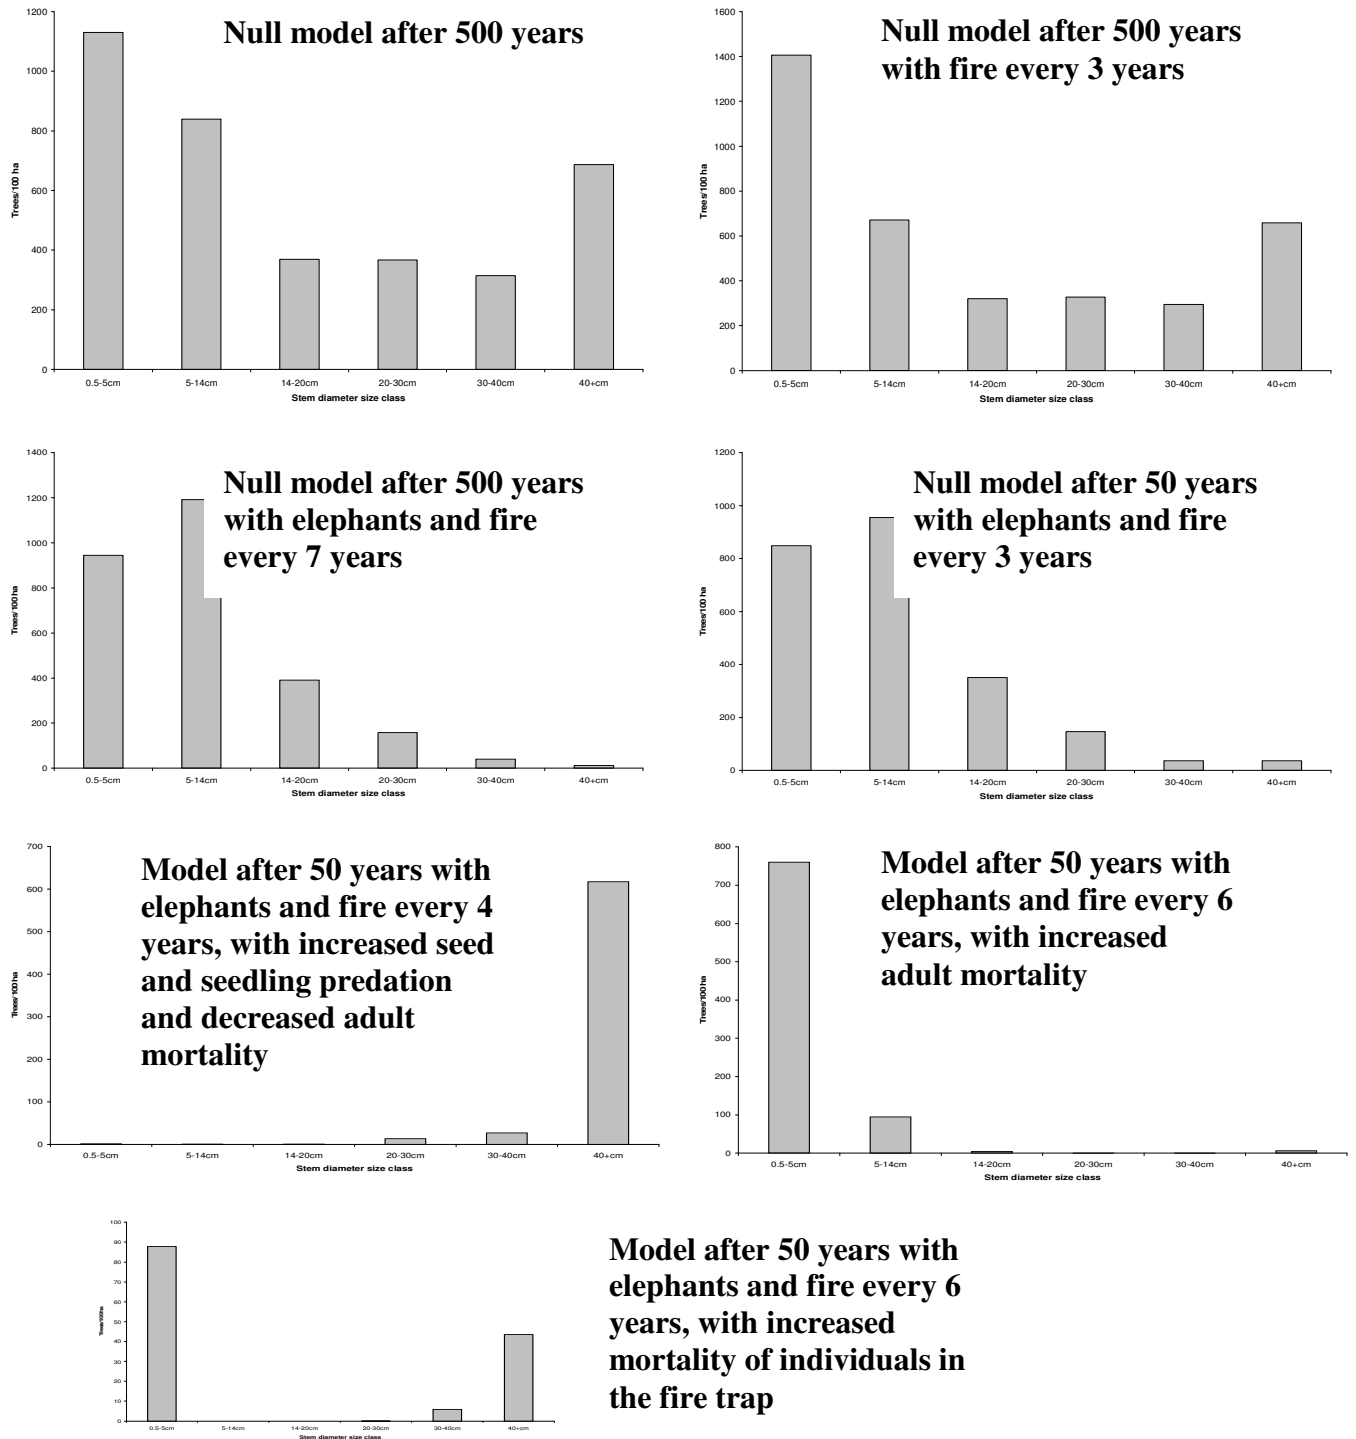 Null model after 500 years
1200
1000
800
600
400
200
0
Trees/100 ha
0.5-5cm 5-14cm 14-20cm 20-30cm 30-40cm 40+cm
Stem diameter size class
Null model after 500 years
with fire every 3 years
1600
1400
1200
1000
800
600
400
200
0
Trees/100 ha
0.5-5cm 5-14cm 14-20cm 20-30cm 30-40cm 40+cm
Stem diameter size class
Null model after 500 years
with elephants and fire
every 7 years
1400
1200
1000
800
600
400
200
0
Trees/100 ha
0.5-5cm 5-14cm 14-20cm 20-30cm 30-40cm 40+cm
Stem diameter size class
Null model after 50 years
with elephants and fire
every 3 years
1200
1000
800
600
400
200
0
Trees/100 ha
0.5-5cm 5-14cm 14-20cm 20-30cm 30-40cm 40+cm
Stem diameter size class
Model after 50 years with
elephants and fire every 4
years, with increased seed
and seedling predation
and decreased adult
mortality
700
600
500
400
300
200
100
0
Trees/100ha
0.5-5cm 5-14cm 14-20cm 20-30cm 30-40cm 40+cm
Stem diameter size class
Model after 50 years with
elephants and fire every 6
years, with increased
adult mortality
800
700
600
500
400
300
200
100
0
Trees/100ha
0.5-5cm 5-14cm 14-20cm 20-30cm 30-40cm 40+cm
Stem diameter size class
100
90
80
70
60
50
40
30
20
10
0
Trees/100ha
0.5-5cm 5-14cm 14-20cm 20-30cm 30-40cm 40+cm
Stem diameter size class
Model after 50 years with
elephants and fire every 6
years, with increased
mortality of individuals in
the fire trap